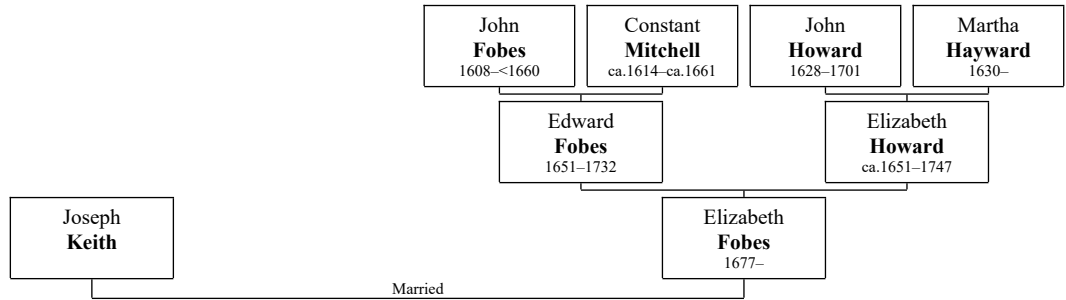 John
Fobes
1608–<1660
Constant
Mitchell
ca.1614–ca.1661
John
Howard
1628–1701
Martha
Hayward
1630–
Edward
Fobes
1651–1732
Elizabeth
Howard
ca.1651–1747
Joseph
Keith
Elizabeth
Fobes
1677–
Married